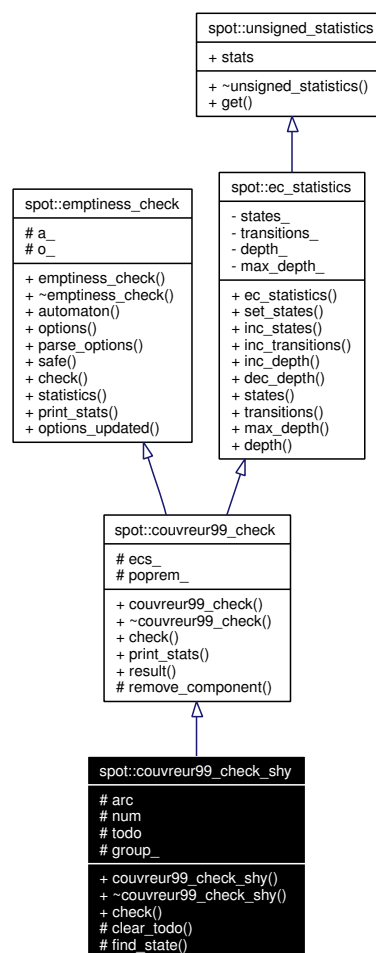 spot::unsigned_statistics
+ stats
+ ~unsigned_statistics()
+ get()
spot::emptiness_check
# a_
# o_
+ emptiness_check()
+ ~emptiness_check()
+ automaton()
+ options()
+ parse_options()
+ safe()
+ check()
+ statistics()
+ print_stats()
+ options_updated()
spot::ec_statistics
- states_
- transitions_
- depth_
- max_depth_
+ ec_statistics()
+ set_states()
+ inc_states()
+ inc_transitions()
+ inc_depth()
+ dec_depth()
+ states()
+ transitions()
+ max_depth()
+ depth()
spot::couvreur99_check
# ecs_
# poprem_
+ couvreur99_check()
+ ~couvreur99_check()
+ check()
+ print_stats()
+ result()
# remove_component()
spot::couvreur99_check_shy
# arc
# num
# todo
# group_
+ couvreur99_check_shy()
+ ~couvreur99_check_shy()
+ check()
# clear_todo()
# find_state()